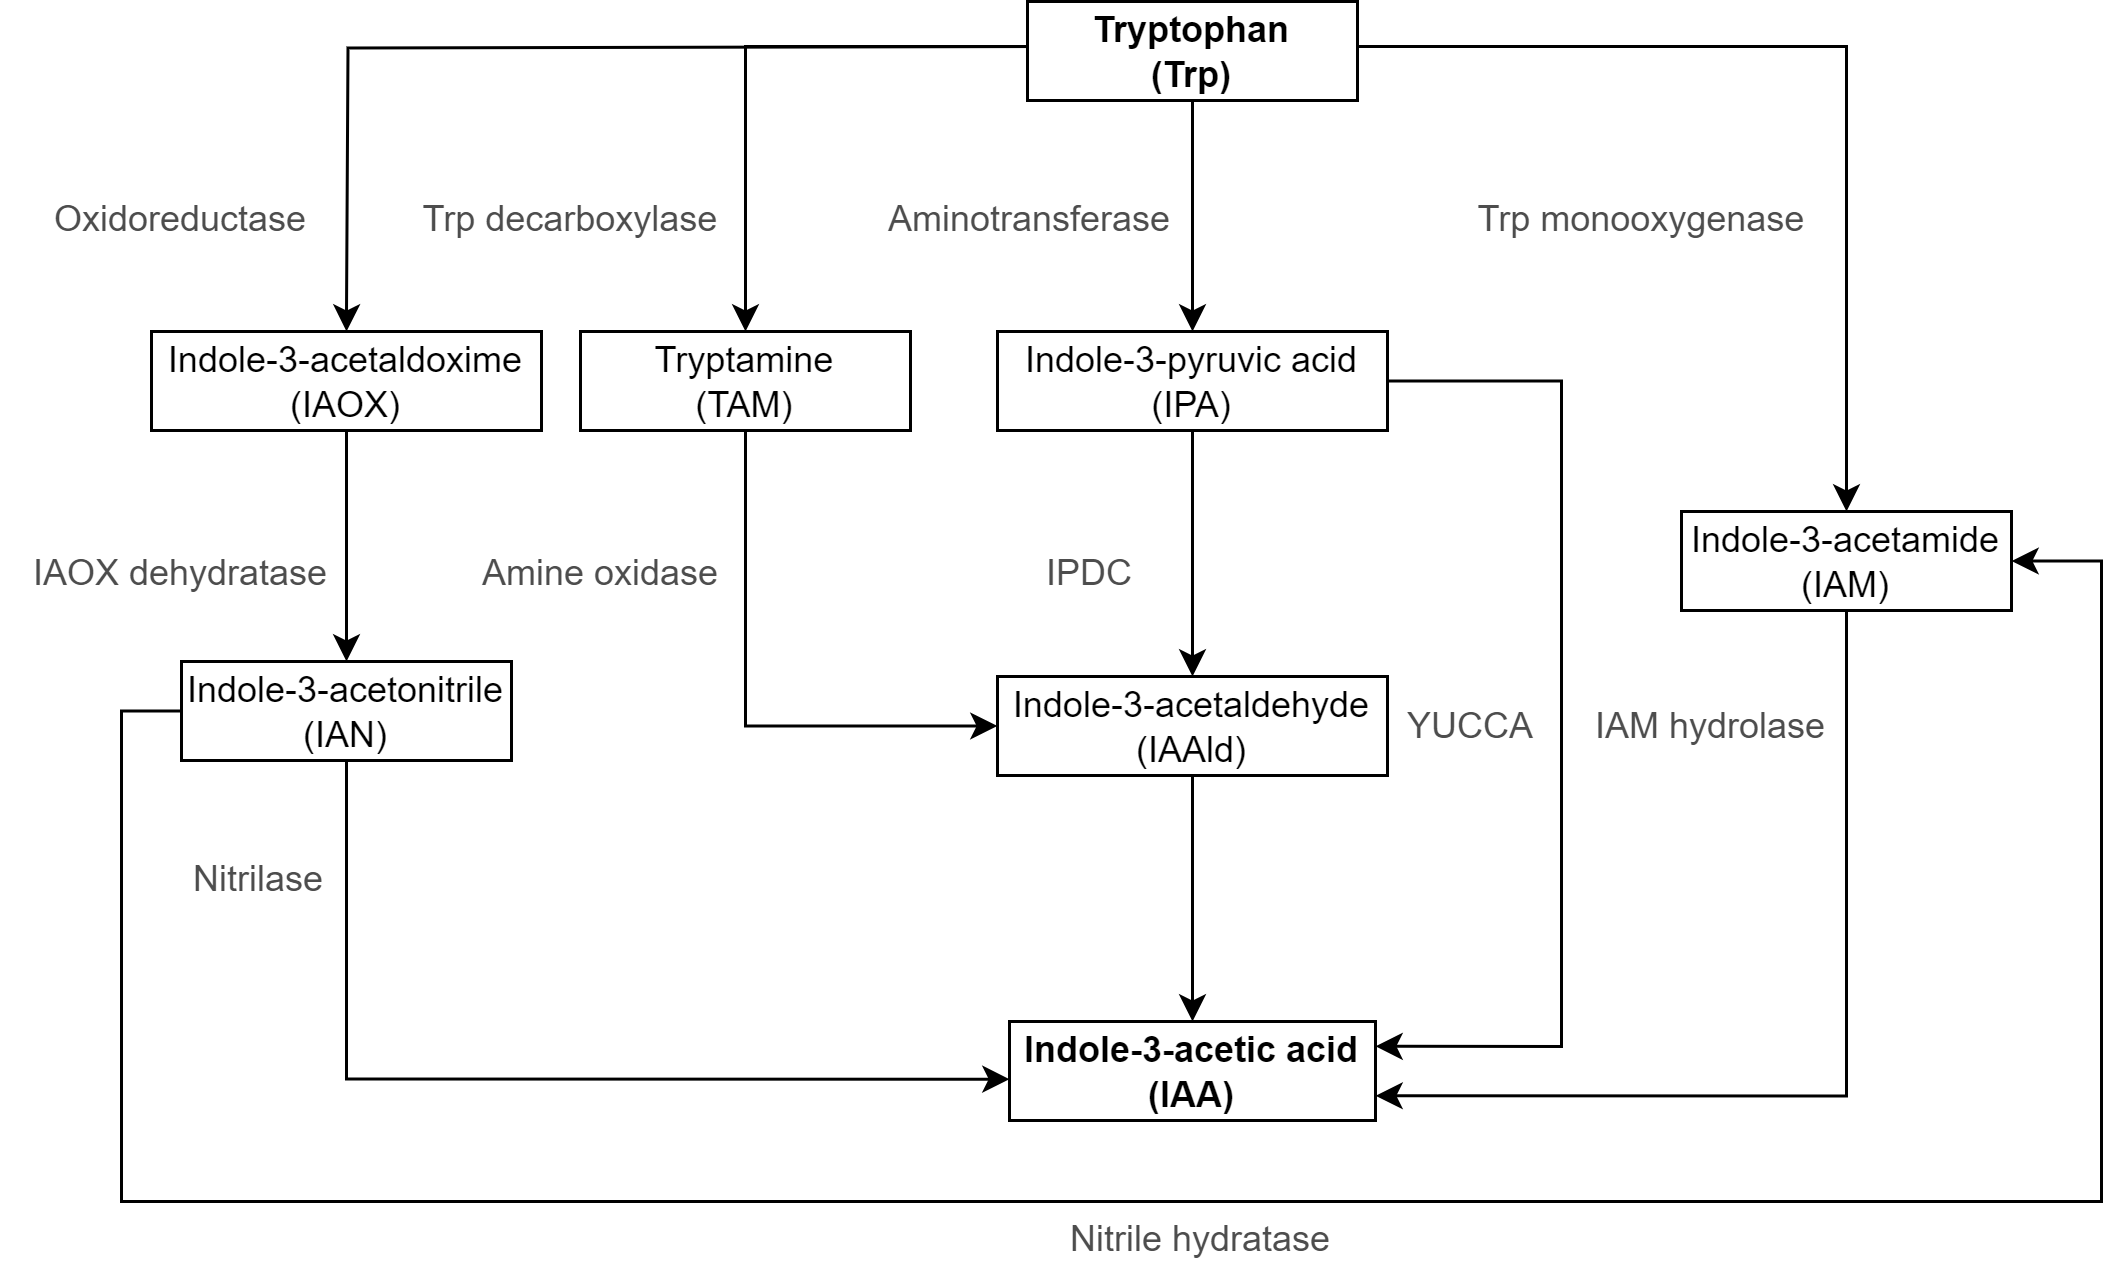 Tryptophan
(Trp)
Oxidoreductase
Trp decarboxylase
Aminotransferase
Trp monooxygenase
Indole-3-acetaldoxime
(IAOX)
Tryptamine
(TAM)
Indole-3-pyruvic acid
(IPA)
Indole-3-acetamide
(IAM)
IAOX dehydratase
Amine oxidase
IPDC
Indole-3-acetonitrile
(IAN)
Indole-3-acetaldehyde
(IAAld)
YUCCA
IAM hydrolase
Nitrilase
Indole-3-acetic acid
(IAA)
Nitrile hydratase